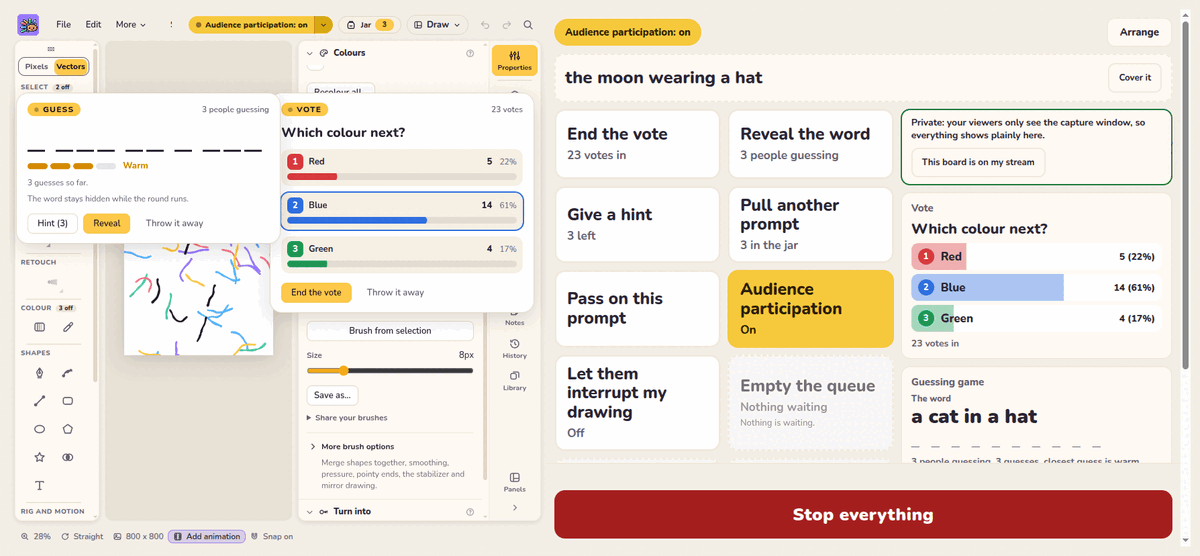 File Edit More
Audience participation: on
Jar 3
Draw
Pixels Vectors
SELECT 2 off
Colours
Properties
GUESS
3 people guessing
Warm
3 guesses so far.
The word stays hidden while the round runs.
Hint (3) Reveal Throw it away
VOTE
23 votes
Which colour next?
1 Red 5 22%
2 Blue 14 61%
3 Green 4 17%
End the vote Throw it away
RETOUCH
COLOUR 3 off
SHAPES
RIG AND MOTION
Brush from selection
Size 8px
Save as...
Share your brushes
More brush options
Merge shapes together, smoothing,
pressure, pointy ends, the stabilizer and
mirror drawing.
Turn into
Notes
History
Library
Panels
28% Straight 800 x 800 Add animation Snap on
Audience participation: on
Arrange
the moon wearing a hat
Cover it
End the vote
23 votes in
Reveal the word
3 people guessing
Give a hint
3 left
Pull another
prompt
3 in the jar
Pass on this
prompt
Audience
participation
On
Let them
interrupt my
drawing
Off
Empty the queue
Nothing waiting
Nothing is waiting.
Private: your viewers only see the capture window, so
everything shows plainly here.
This board is on my stream
Vote
Which colour next?
1 Red 5 (22%)
2 Blue 14 (61%)
3 Green 4 (17%)
23 votes in
Guessing game
The word
a cat in a hat
3 people guessing, 3 guesses, closest guess is warm
Stop everything